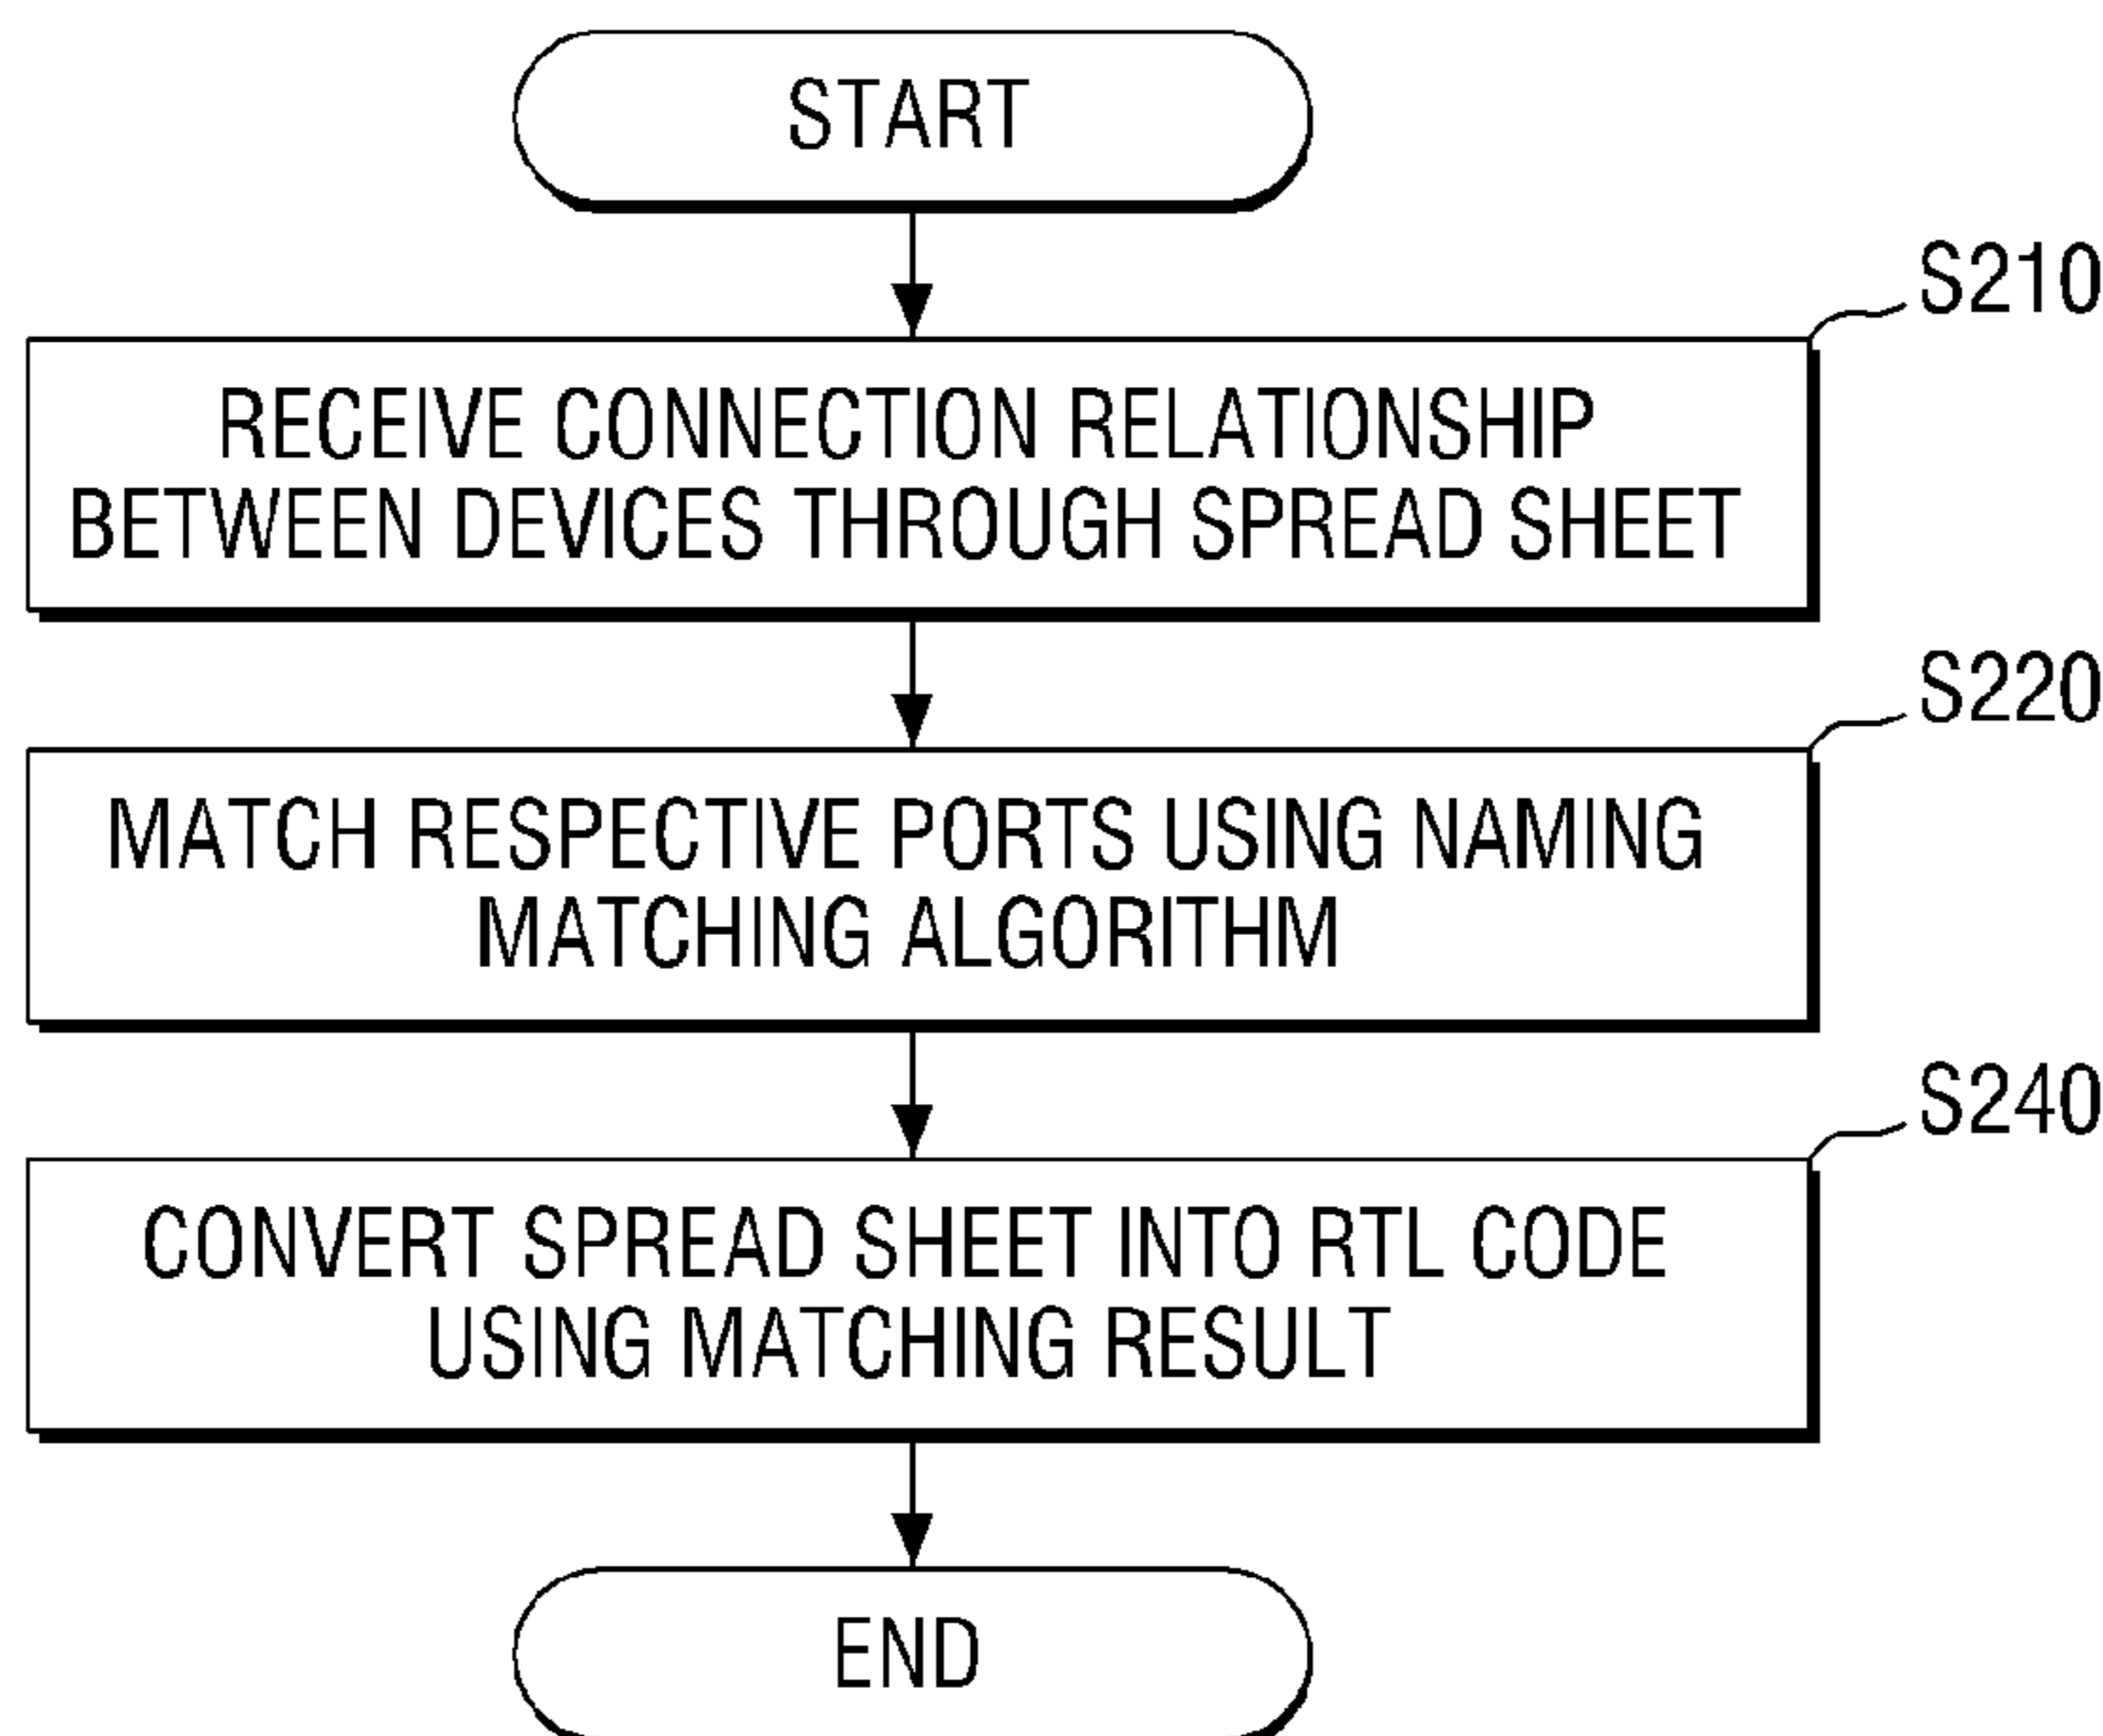 START
S210
RECEIVE CONNECTION RELATIONSHIP
BETWEEN DEVICES THROUGH SPREAD SHEET
S220
MATCH RESPECTIVE PORTS USING NAMING
MATCHING ALGORITHM
S240
CONVERT SPREAD SHEET INTO RTL CODE
USING MATCHING RESULT
END